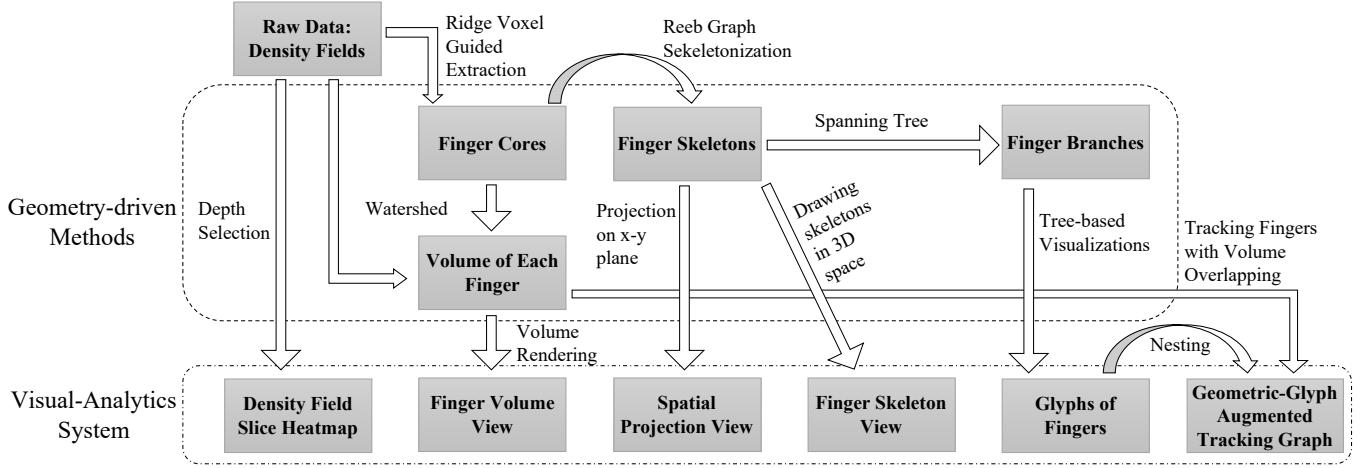 Raw Data:
Density Fields
Ridge Voxel
Guided
Extraction
Reeb Graph
Sekeletonization
Finger Cores
Finger Skeletons
Spanning Tree
Finger Branches
Geometry-driven
Methods
Depth
Selection
Watershed
Projection
on x-y
plane
Drawing
skeletons
in 3D
space
Tree-based
Visualizations
Tracking Fingers
with Volume
Overlapping
Volume of Each
Finger
Volume
Rendering
Nesting
Visual-Analytics
System
Density Field
Slice Heatmap
Finger Volume
View
Spatial
Projection View
Finger Skeleton
View
Glyphs of
Fingers
Geometric-Glyph
Augmented
Tracking Graph